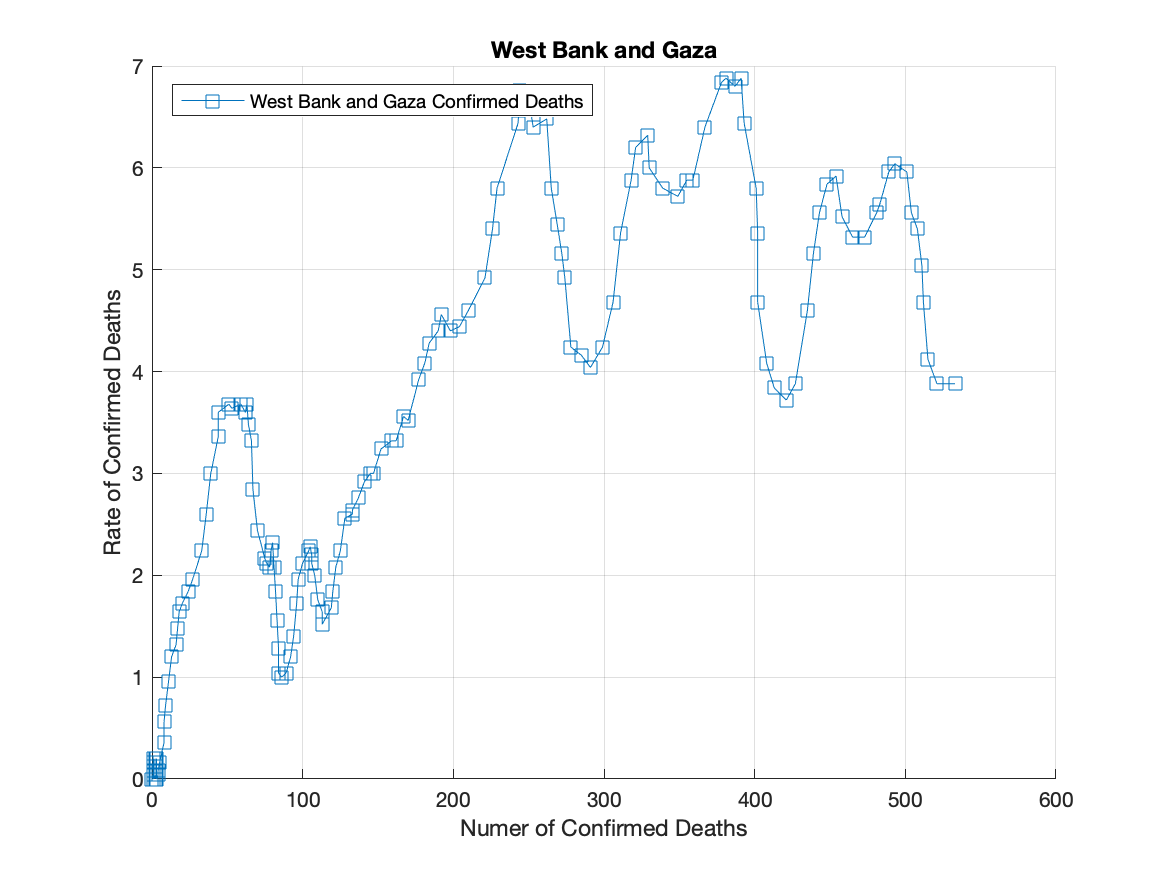 West Bank and Gaza
West Bank and Gaza Confirmed Deaths
Rate of Confirmed Deaths
7
6
5
4
3
2
1
0
0 100 200 300 400 500 600
Numer of Confirmed Deaths